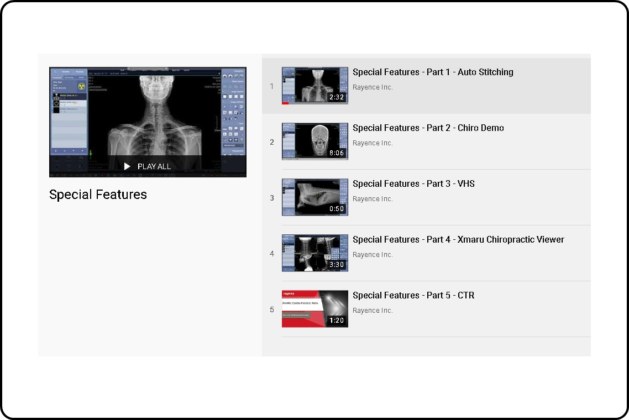 PLAY ALL
Special Features
1
2:32
Special Features - Part 1 - Auto Stitching
Rayence Inc.
2
8:06
Special Features - Part 2 - Chiro Demo
Rayence Inc.
3
0:50
Special Features - Part 3 - VHS
Rayence Inc.
4
3:30
Special Features - Part 4 - Xmaru Chiropractic Viewer
Rayence Inc.
5
1:20
Special Features - Part 5 - CTR
Rayence Inc.